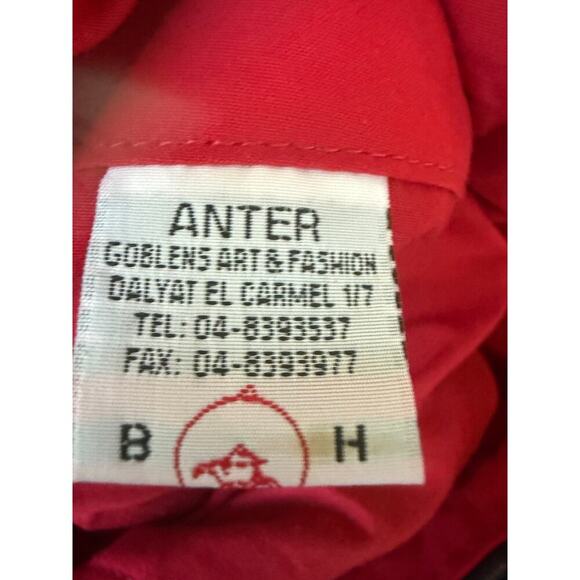 ANTER
GOBLENS ART & FASHION
DALYAT EL CARMEL 1/7
TEL: 04-8393537
FAX: 04-8393977
B H